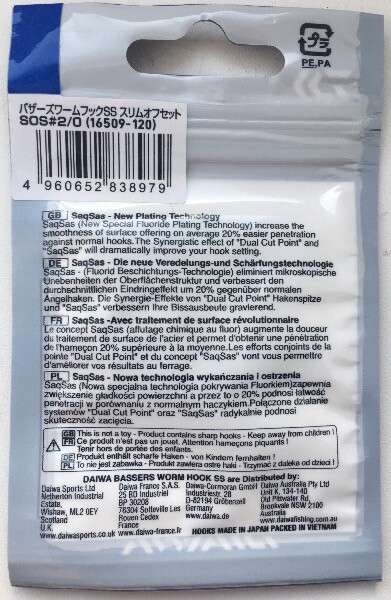 プラ
PE,PA
バザーズワームフックSS スリムオフセット
SOS#2/0 (16509-120)
4 960652 838979
GB SaqSas - New Plating Technology
SaqSas (New Special Fluoride Plating Technology) increase the
smoothness of surface offering on average 20% easier penetration
against normal hooks.The Synergistic effect of "Dual Cut Point" and
"SaqSas" will dramatically improve your hook setting.
DE SaqSas - Die neue Veredelungs-und Schärfungstechnologie
SaqSas - (Fluorid Beschichtungs-Technologie) eliminiert mikroskopische
Unebenheiten der Oberflächenstruktur und verbessert den
durchschnittlichen Eindringeffekt um 20% gegenüber normalen
Angelhaken. Die Synergie-Effekte von "Dual Cut Point" Hakenspitze
und "SaqSas" verbessern Ihre Bissausbeute gravierend.
FR SaqSas -Avec traitement de surface révolutionnaire
Le concept SaqSas (affutage chimique au fluor) augmente la douceur
du traitement de surface de l'acier et permet d'obtenir une pénétration
de l'hameçon 20% supérieure à la moyenne.Les efforts conjoints de la
pointe "Dual Cut Point" et du concept "SaqSas" vont vous permettre
d'améliorer vos résultats au ferrage.
PL SaqSas - Nowa technologia wykańczania i ostrzenia
SaqSas (Nowa specjalna technologia pokrywania Fluorkiem)zapewnia
zwiększenie gładkości powierzchni a przez to o 20% podnosi łatwość
penetracji w porównaniu z normalnym haczykiem.Połączone działanie
systemów "Dual Cut Point" oraz "SaqSas" radykalnie podnosi
skuteczność zacięcia.
GB This is not a toy - Product contains sharp hooks - Keep away from children !
FR Ce produit n'est pas un jouet. Attention hameçons piquants !
Tenir hors de portée des enfants.
DE Produkt enthält scharfe Haken - von Kindern fernhalten !
PL To nie jest zabawka - Produkt zawiera ostre haki - Trzymać z daleka od dzieci !
DAIWA BASSERS WORM HOOK SS are Distributed by:
Daiwa Sports Ltd
Netherton Industrial
Estate,
Wishaw, ML2 0EY
Scotland
U.K.
www.daiwasports.co.uk
Daiwa France S.A.S.
25 BD Industriel
BP 30208
76304 Sotteville Les
Rouen Cedex
France
www.daiwa.fr
Daiwa-Cormoran GmbH
Industriestr. 28
D-82194 Gröbenzell
Germany
www.daiwa.de
Daiwa Australia Pty Ltd
Unit K, 134-140
Old Pittwater Rd,
Brookvale NSW 2100
Australia
www.daiwafishing.com.au
HOOKS MADE IN JAPAN PACKED IN VIETNAM